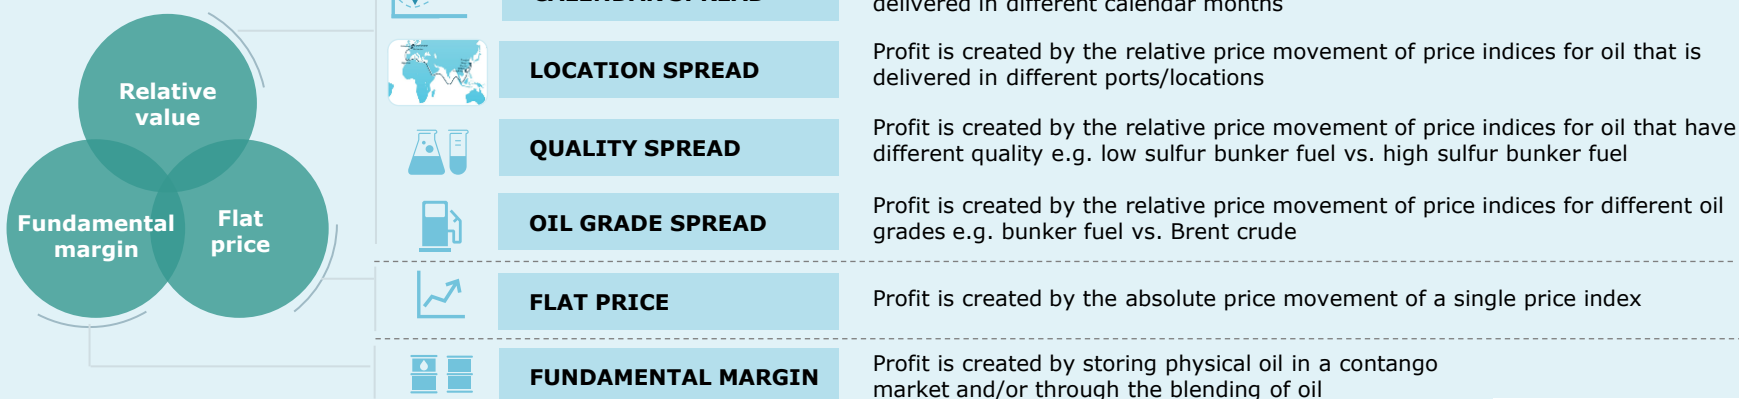 CALENDAR SPREAD
delivered in different calendar months
Relative
value
Fundamental
margin
Flat
price
LOCATION SPREAD
Profit is created by the relative price movement of price indices for oil that is
delivered in different ports/locations
QUALITY SPREAD
Profit is created by the relative price movement of price indices for oil that have
different quality e.g. low sulfur bunker fuel vs. high sulfur bunker fuel
OIL GRADE SPREAD
Profit is created by the relative price movement of price indices for different oil
grades e.g. bunker fuel vs. Brent crude
FLAT PRICE
Profit is created by the absolute price movement of a single price index
FUNDAMENTAL MARGIN
Profit is created by storing physical oil in a contango
market and/or through the blending of oil